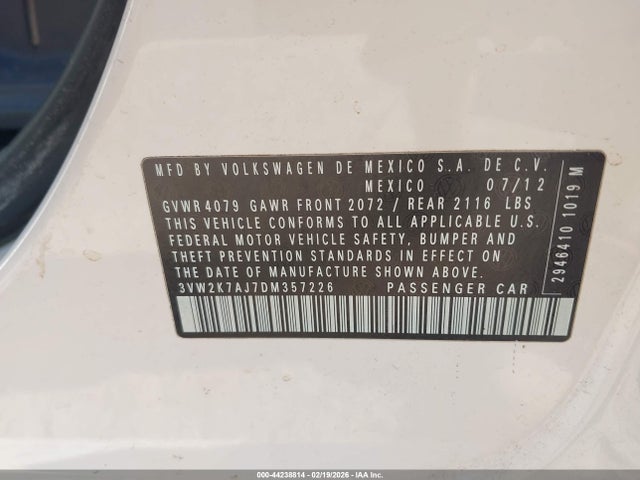 MFD BY VOLKSWAGEN DE MEXICO S.A. DE C.V.
MEXICO 07/12
GVWR 4079 GAWR FRONT 2072 / REAR 2116 LBS
THIS VEHICLE CONFORMS TO ALL APPLICABLE U.S.
FEDERAL MOTOR VEHICLE SAFETY, BUMPER AND
THEFT PREVENTION STANDARDS IN EFFECT ON
THE DATE OF MANUFACTURE SHOWN ABOVE.
3VW2K7AJ7DM357226 PASSENGER CAR
2946410 1019 M
000-44238814 - 02/19/2026 - IAA Inc.